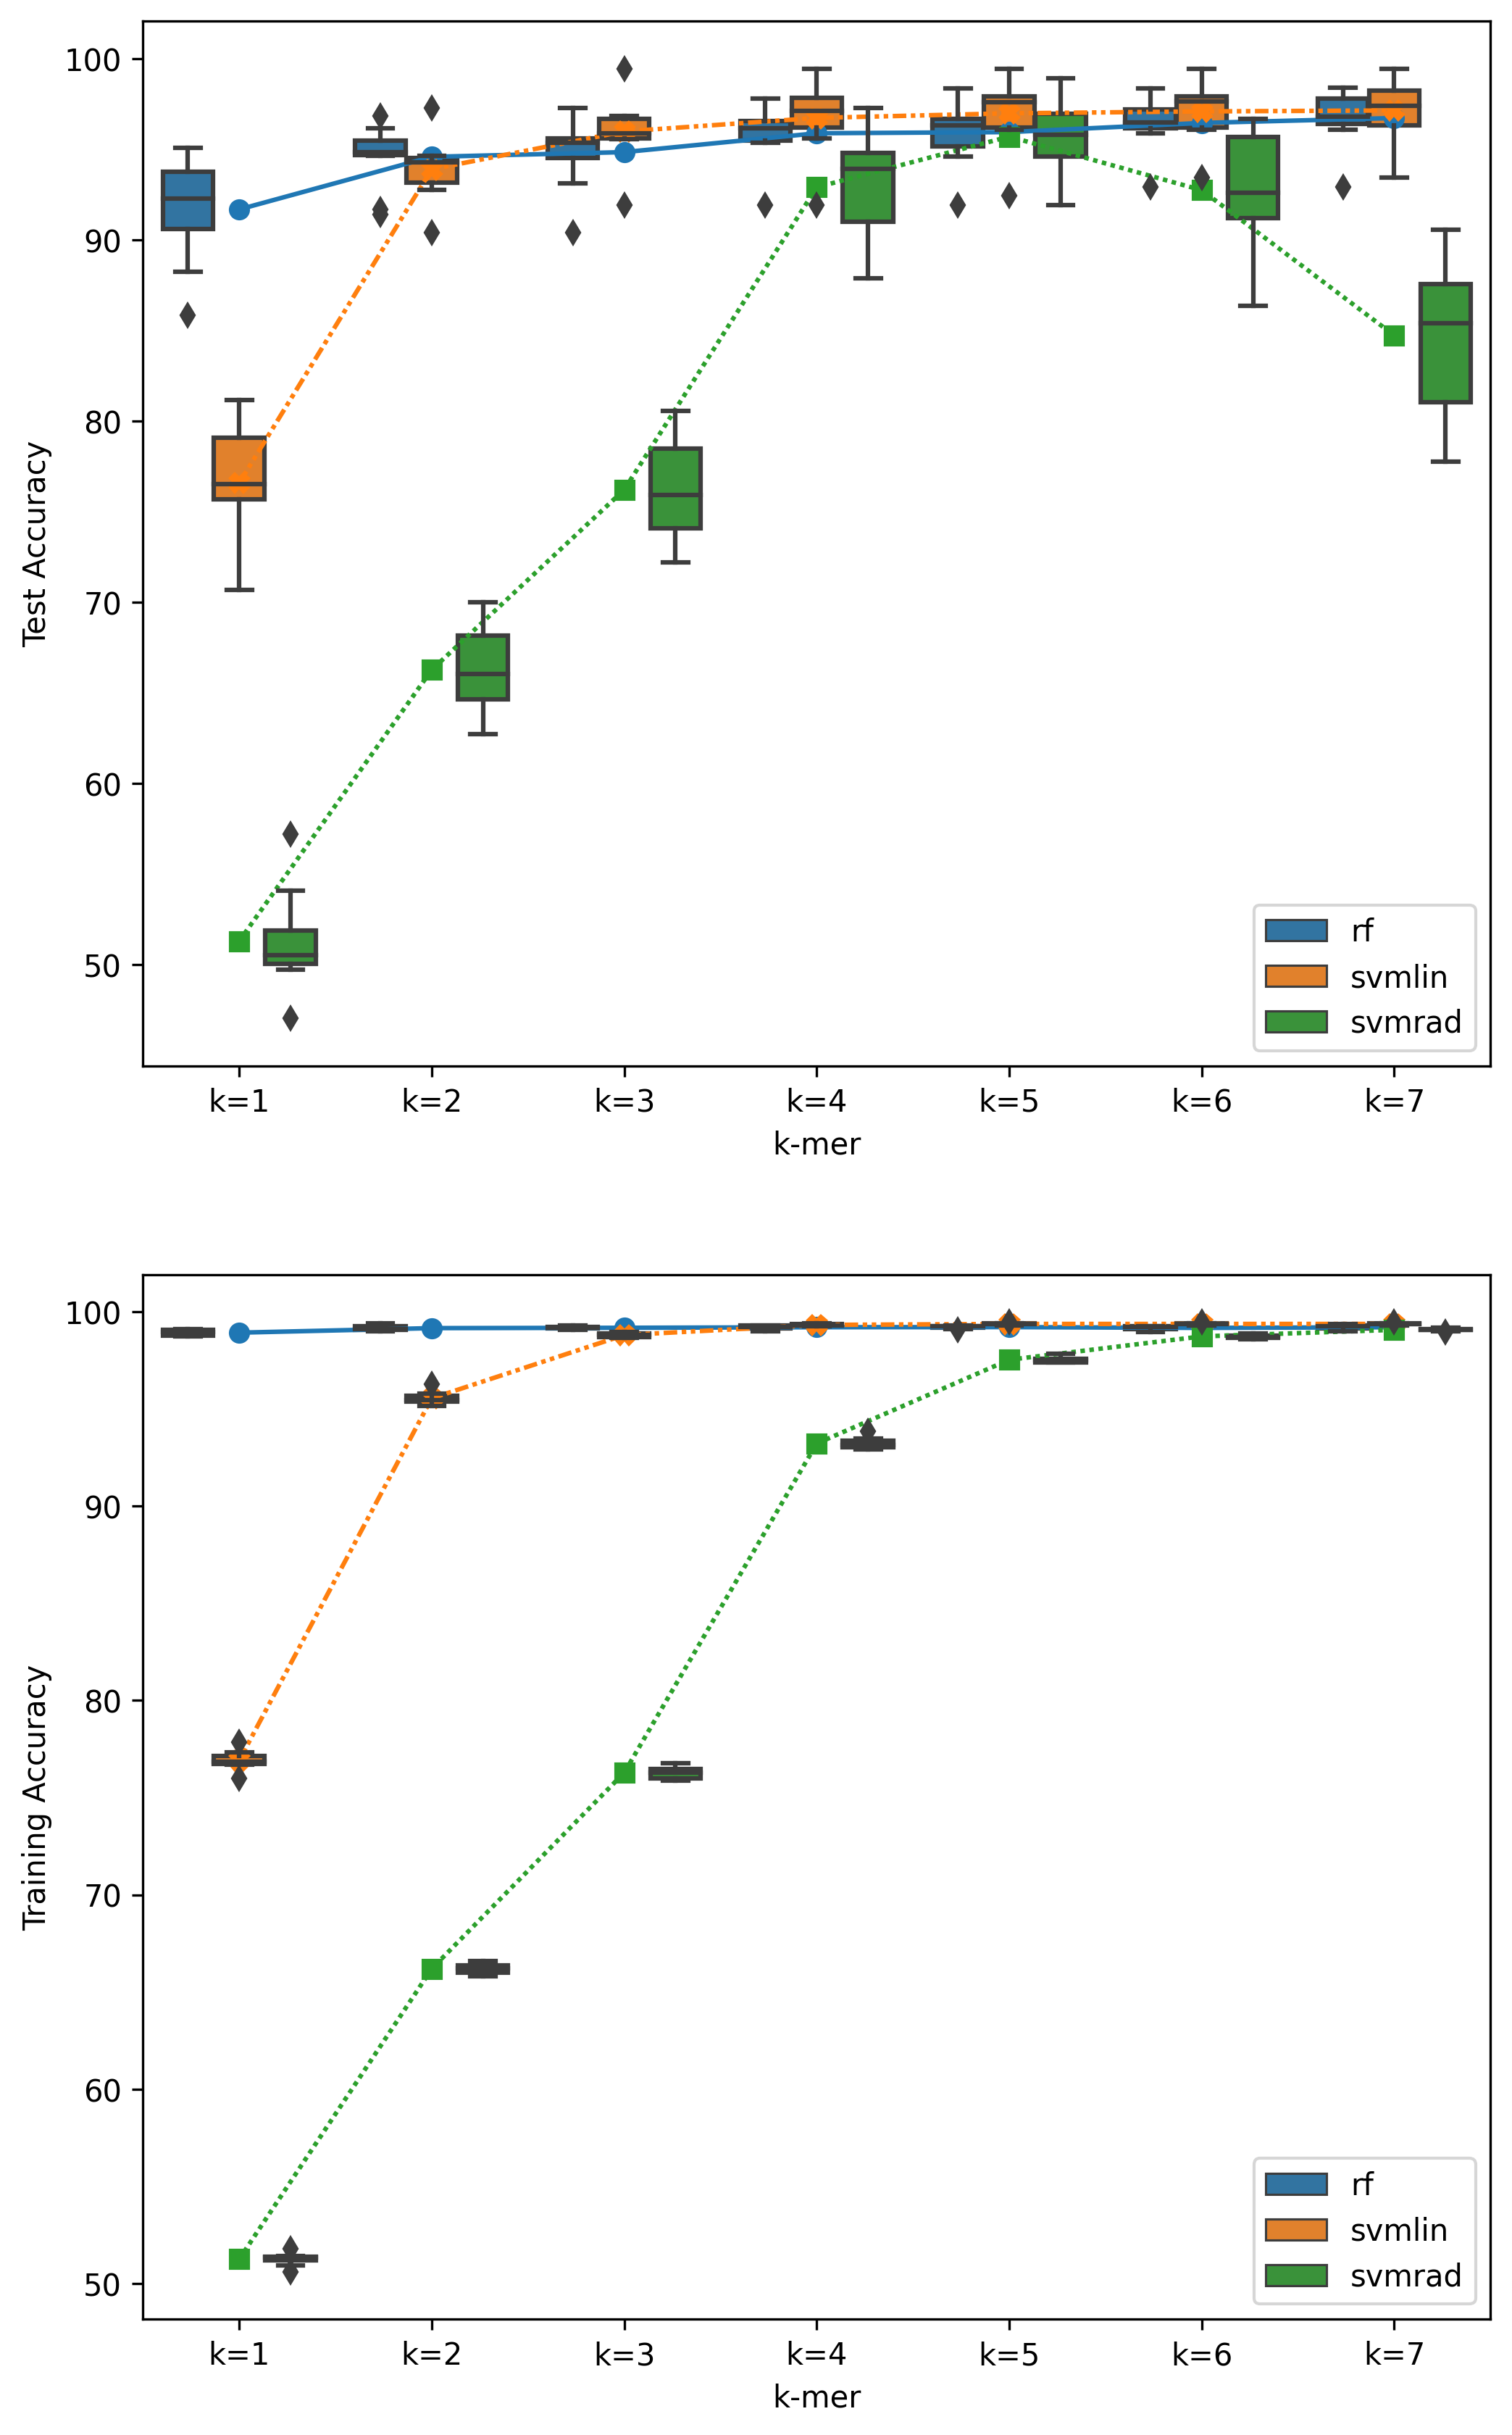 100
90
80
70
60
50
Test Accuracy
k=1 k=2 k=3 k=4 k=5 k=6 k=7
k-mer
rf
svmlin
svmrad
100
90
80
70
60
50
Training Accuracy
k=1 k=2 k=3 k=4 k=5 k=6 k=7
k-mer
rf
svmlin
svmrad